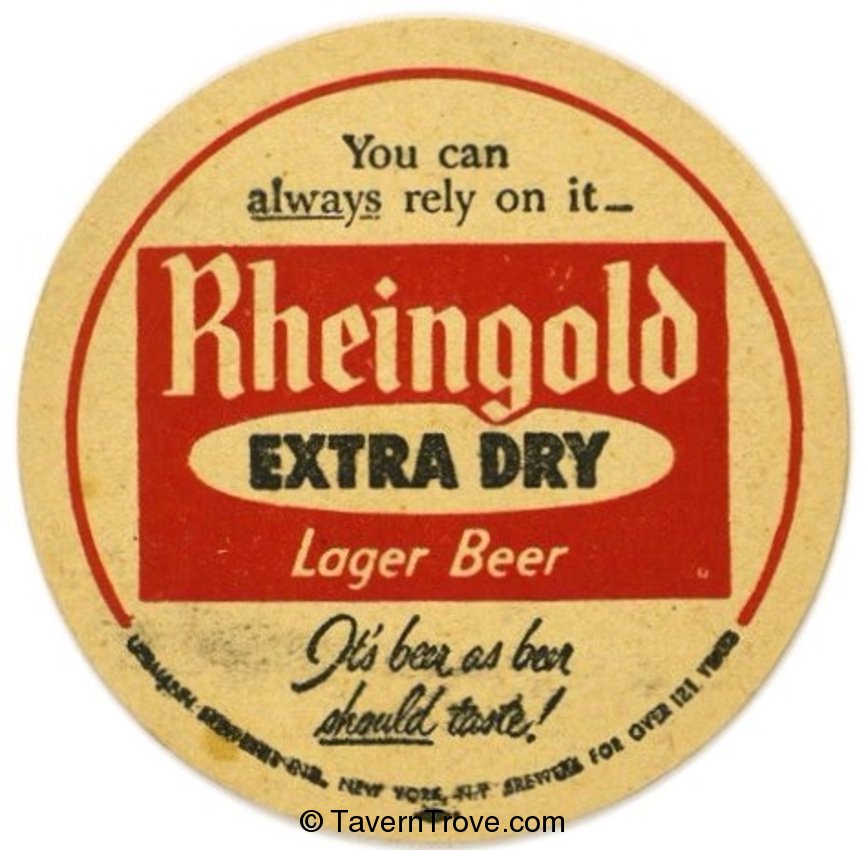 You can
always rely on it—
Rheingold
EXTRA DRY
Lager Beer
It's beer as beer
should taste!
NEW YORK, N.Y. BREWERS FOR OVER 121 YEARS
© TavernTrove.com